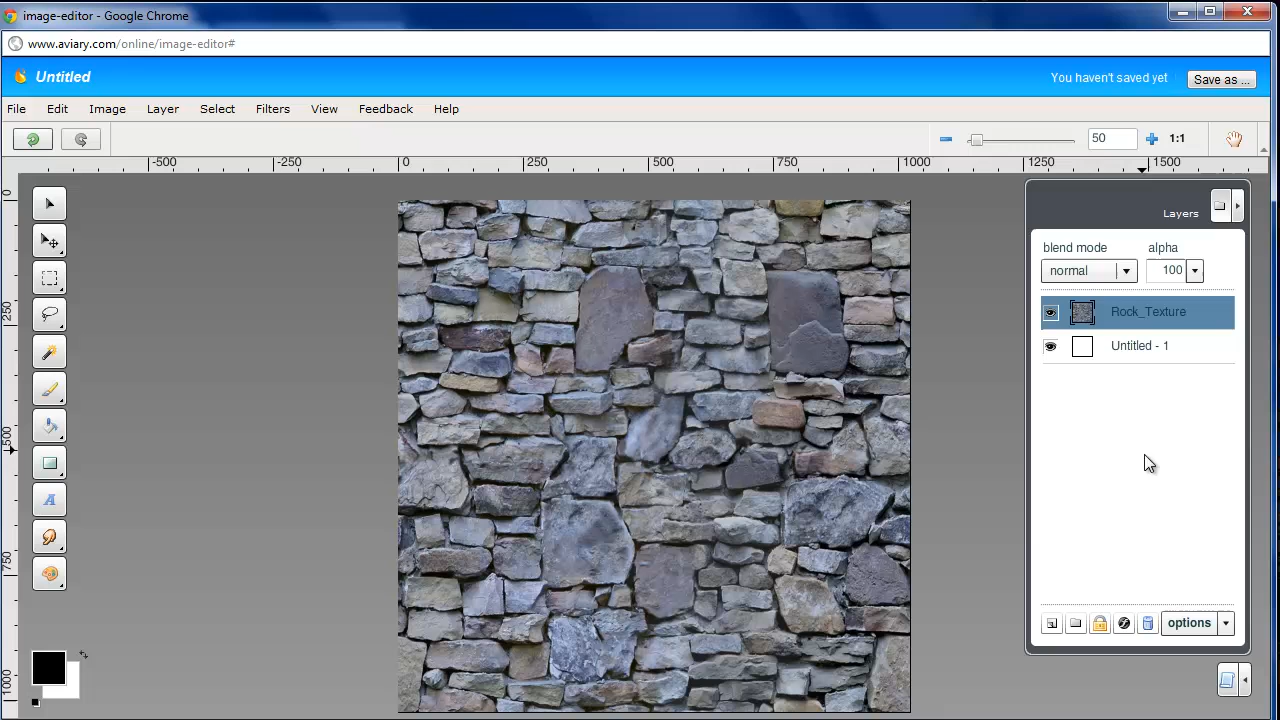 image-editor - Google Chrome
www.aviary.com/online/image-editor#
Untitled
You haven't saved yet
Save as ...
File Edit Image Layer Select Filters View Feedback Help
50 1:1
-500 -250 0 250 500 750 1000 1250 1500
0
250
500
750
1000
Layers
blend mode alpha
normal 100
Rock_Texture
Untitled - 1
A
options